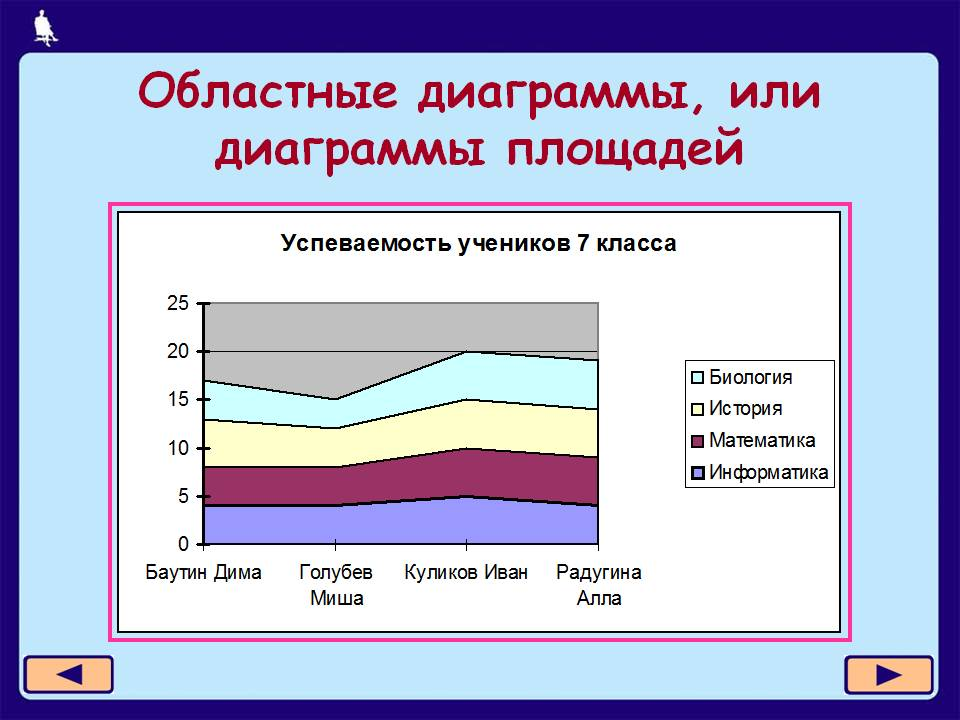 Областные диаграммы, или
диаграммы площадей
Успеваемость учеников 7 класса
25
20
15
10
5
0
Баутин Дима
Голубев
Миша
Куликов Иван
Радугина
Алла
Биология
История
Математика
Информатика